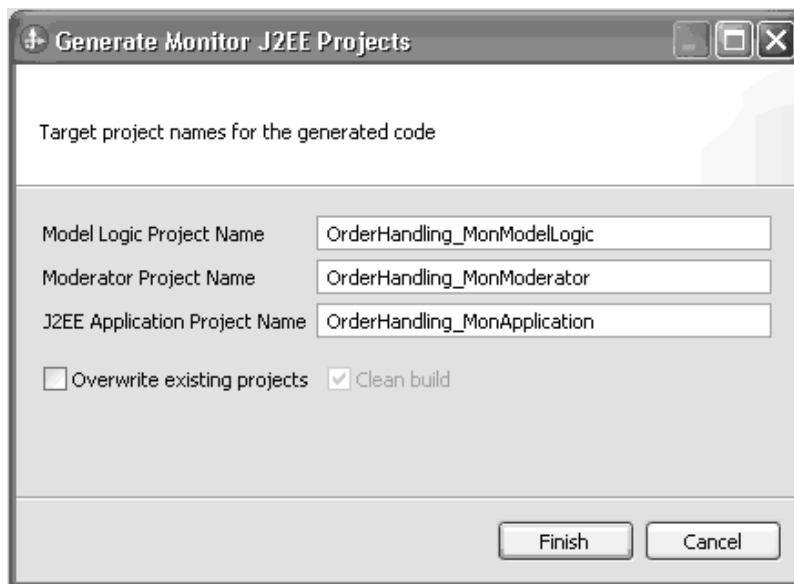 Generate Monitor J2EE Projects
Target project names for the generated code
Model Logic Project Name OrderHandling_MonModelLogic
Moderator Project Name OrderHandling_MonModerator
J2EE Application Project Name OrderHandling_MonApplication
Overwrite existing projects Clean build
Finish Cancel